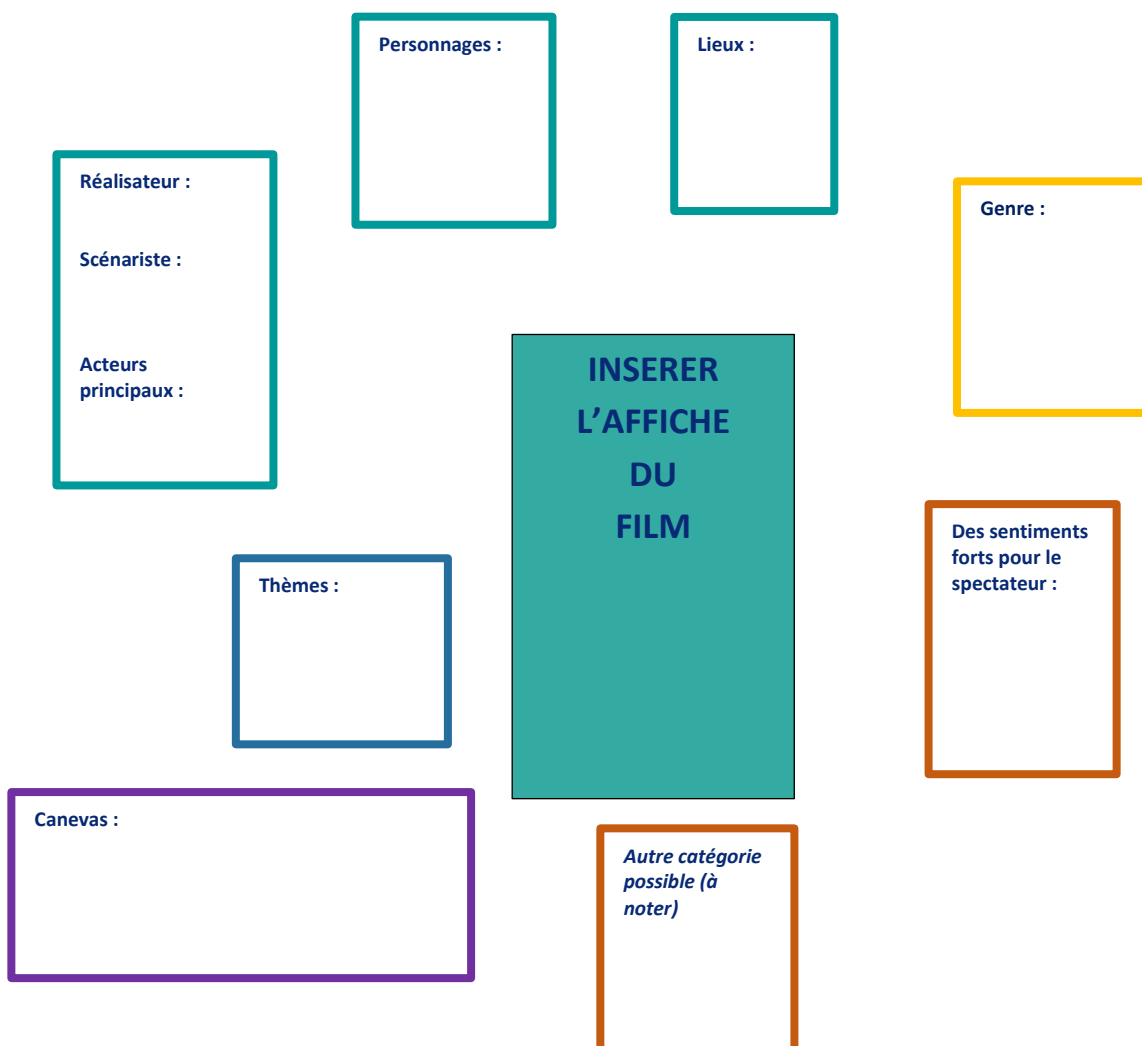 Personnages :
Lieux :
Réalisateur :
Scénariste :
Acteurs
principaux :
Genre :
INSERER
L’AFFICHE
DU
FILM
Des sentiments
forts pour le
spectateur :
Thèmes :
Canevas :
Autre catégorie
possible (à
noter)